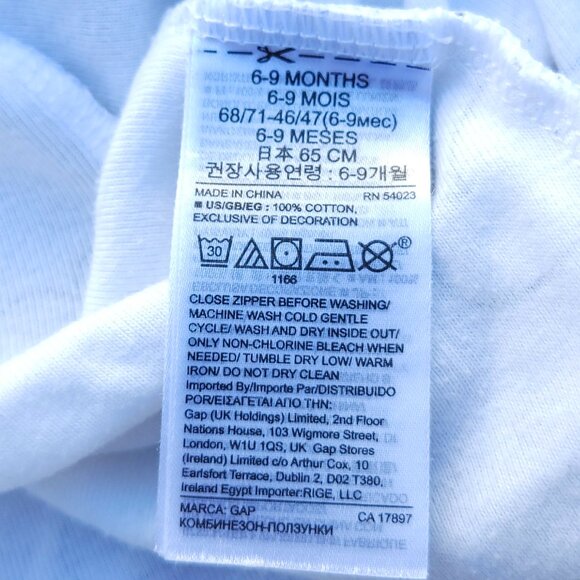 6-9 MONTHS
6-9 MOIS
68/71-46/47(6-9мес)
6-9 MESES
日本 65 CM
권장사용연령 : 6-9개월
MADE IN CHINA RN 54023
■ US/GB/EG : 100% COTTON,
EXCLUSIVE OF DECORATION
30 ®
1166
CLOSE ZIPPER BEFORE WASHING/
MACHINE WASH COLD GENTLE
CYCLE/ WASH AND DRY INSIDE OUT/
ONLY NON-CHLORINE BLEACH WHEN
NEEDED/ TUMBLE DRY LOW/ WARM
IRON/ DO NOT DRY CLEAN
Imported By/Importe Par/DISTRIBUIDO
POR/ΕΙΣΑΓΕΤΑΙ ΑΠΟ ΤΗΝ:
Gap (UK Holdings) Limited, 2nd Floor
Nations House, 103 Wigmore Street,
London, W1U 1QS, UK Gap Stores
(Ireland) Limited c/o Arthur Cox, 10
Earlsfort Terrace, Dublin 2, D02 T380,
Ireland Egypt Importer:RIGE, LLC
MARCA: GAP CA 17897
КОМБИНЕЗОН-ПОЛЗУНКИ